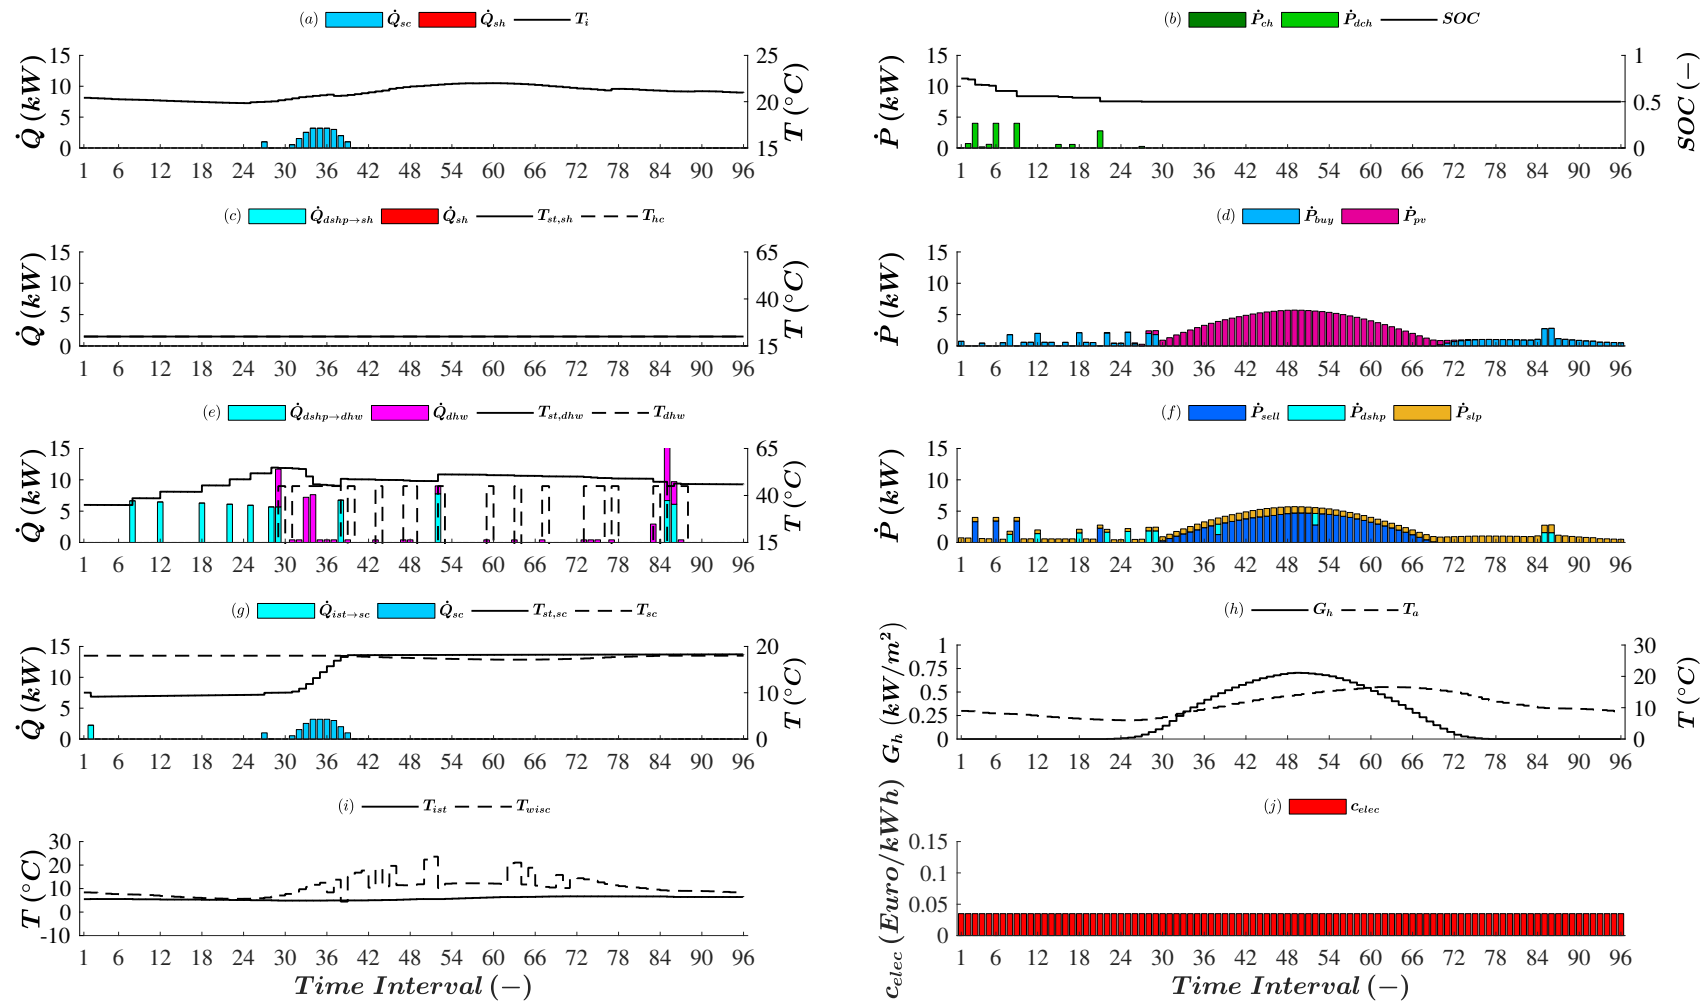 (a) Q̇sc Q̇sh Ti
Q̇ (kW)
15
10
5
0
25
20
15
T (°C)
1 6 12 18 24 30 36 42 48 54 60 66 72 78 84 90 96
(b) Ṗch Ṗdch SOC
Ṗ (kW)
15
10
5
0
1
0.5
0
SOC (−)
1 6 12 18 24 30 36 42 48 54 60 66 72 78 84 90 96
(c) Q̇dshp→sh Q̇sh Tst,sh Thc
Q̇ (kW)
15
10
5
0
65
40
15
T (°C)
1 6 12 18 24 30 36 42 48 54 60 66 72 78 84 90 96
(d) Ṗbuy Ṗpv
Ṗ (kW)
15
10
5
0
1 6 12 18 24 30 36 42 48 54 60 66 72 78 84 90 96
(e) Q̇dshp→dhw Q̇dhw Tst,dhw Tdhw
Q̇ (kW)
15
10
5
0
65
40
15
T (°C)
1 6 12 18 24 30 36 42 48 54 60 66 72 78 84 90 96
(f) Ṗsell Ṗdshp Ṗslp
Ṗ (kW)
15
10
5
0
1 6 12 18 24 30 36 42 48 54 60 66 72 78 84 90 96
(g) Q̇ist→sc Q̇sc Tst,sc Tsc
Q̇ (kW)
15
10
5
0
20
10
0
T (°C)
1 6 12 18 24 30 36 42 48 54 60 66 72 78 84 90 96
(h) Gh Ta
Gh (kW/m²)
1
0.75
0.5
0.25
0
30
20
10
0
T (°C)
1 6 12 18 24 30 36 42 48 54 60 66 72 78 84 90 96
(i) Tist Twisc
T (°C)
30
20
10
0
-10
1 6 12 18 24 30 36 42 48 54 60 66 72 78 84 90 96
Time Interval (−)
(j) celec
celec (Euro/kWh)
0.15
0.1
0.05
0
1 6 12 18 24 30 36 42 48 54 60 66 72 78 84 90 96
Time Interval (−)